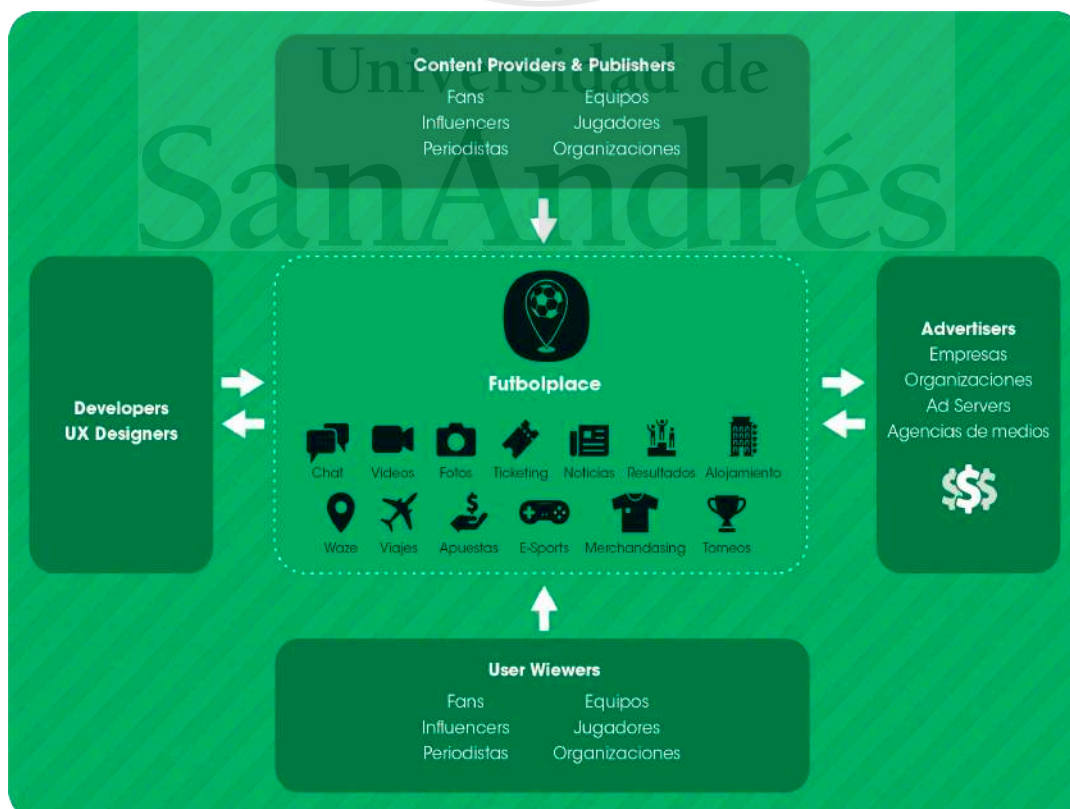 Universidad de
SanAndrés
Content Providers & Publishers
Fans Equipos
Influencers Jugadores
Periodistas Organizaciones
Developers
UX Designers
Futbolplace
Chat Videos Fotos Ticketing Noticias Resultados Alojamiento
Waze Viajes Apuestas E-Sports Merchandasing Torneos
Advertisers
Empresas
Organizaciones
Ad Servers
Agencias de medios
$$$
User Wiewers
Fans Equipos
Influencers Jugadores
Periodistas Organizaciones